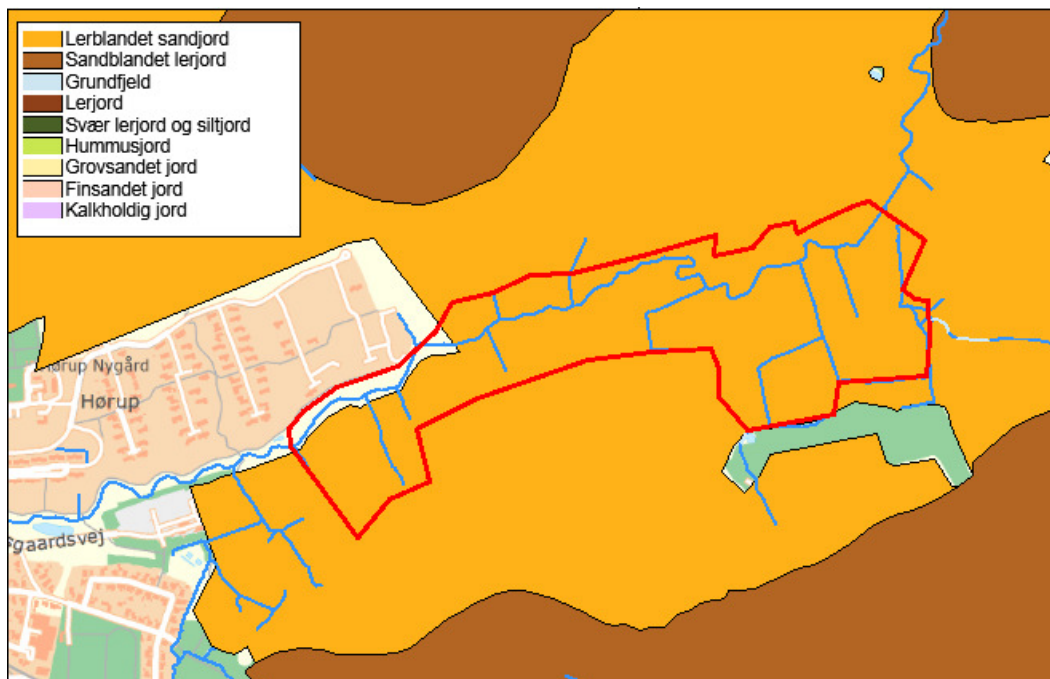 Lerblandet sandjord
Sandblandet lerjord
Grundfjeld
Lerjord
Svær lerjord og siltjord
Hummusjord
Grovsandet jord
Finsandet jord
Kalkholdig jord
Hørup Nygård
Hørup
sgaardsvej